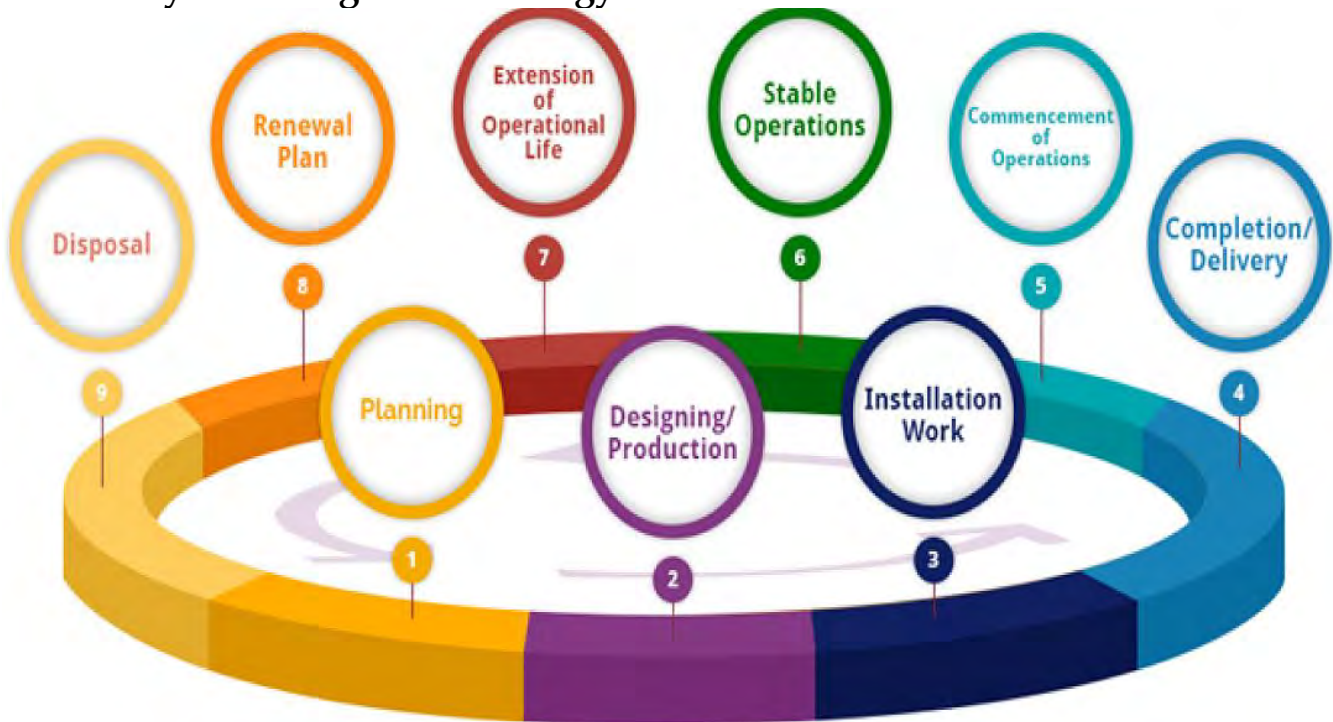 Planning
1
Designing/
Production
2
Installation
Work
3
Completion/
Delivery
4
Commencement
of
Operations
5
Stable
Operations
6
Extension
of
Operational
Life
7
Renewal
Plan
8
Disposal
9